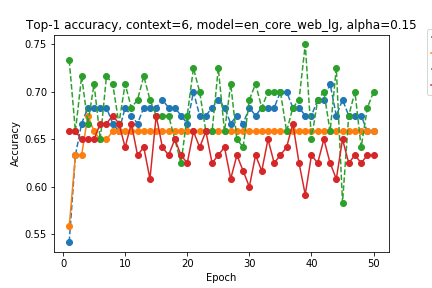 Top-1 accuracy, context=6, model=en_core_web_lg, alpha=0.15
0.75
0.70
0.65
0.60
0.55
Accuracy
0 10 20 30 40 50
Epoch